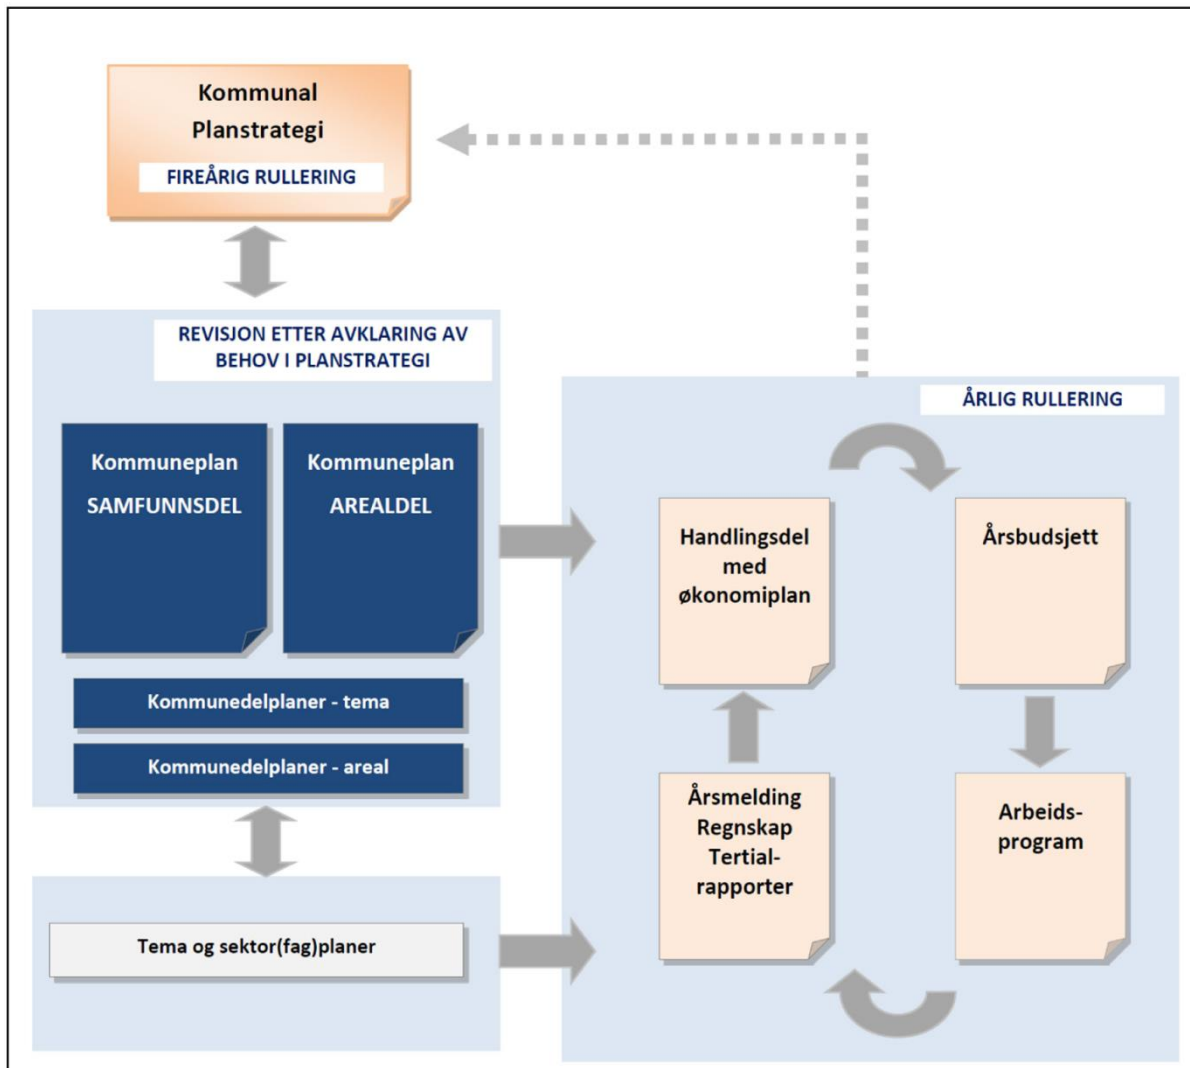 Kommunal
Planstrategi
FIREÅRIG RULLERING
REVISJON ETTER AVKLARING AV
BEHOV I PLANSTRATEGI
Kommuneplan
SAMFUNNSDEL
Kommuneplan
AREALDEL
Kommunedelplaner - tema
Kommunedelplaner - areal
Tema og sektor(fag)planer
ÅRLIG RULLERING
Handlingsdel
med
økonomiplan
Årsbudsjett
Årsmelding
Regnskap
Tertial-
rapporter
Arbeids-
program